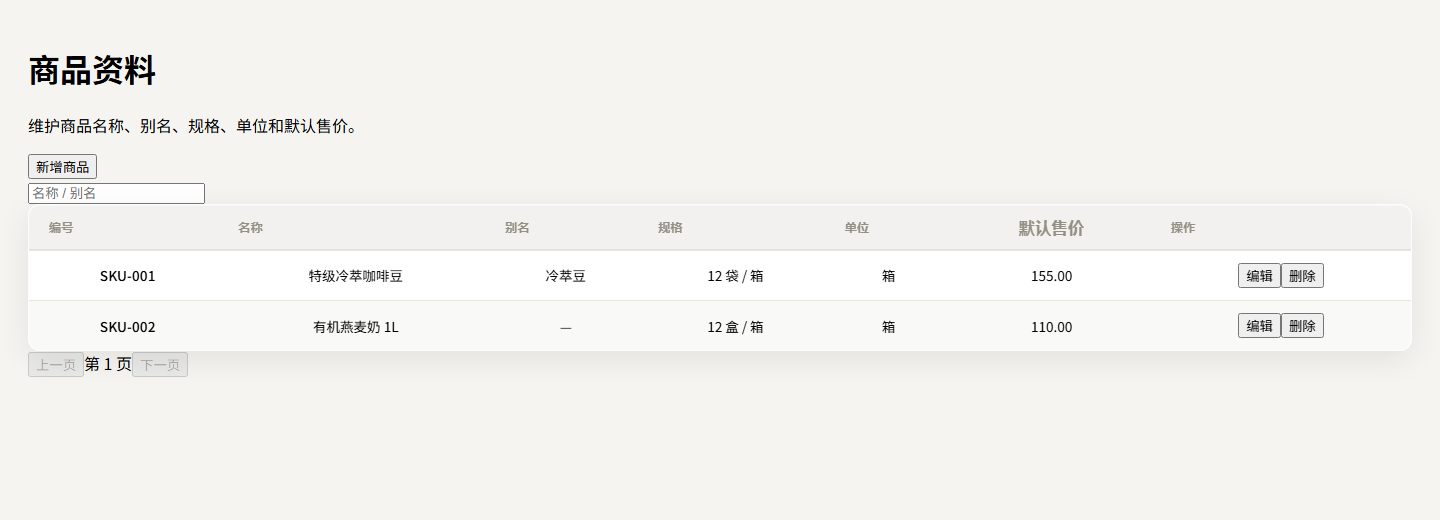 商品资料
维护商品名称、别名、规格、单位和默认售价。
新增商品
名称 / 别名
编号 名称 别名 规格 单位 默认售价 操作
SKU-001 特级冷萃咖啡豆 冷萃豆 12 袋 / 箱 箱 155.00 编辑 删除
SKU-002 有机燕麦奶 1L — 12 盒 / 箱 箱 110.00 编辑 删除
上一页 第 1 页 下一页